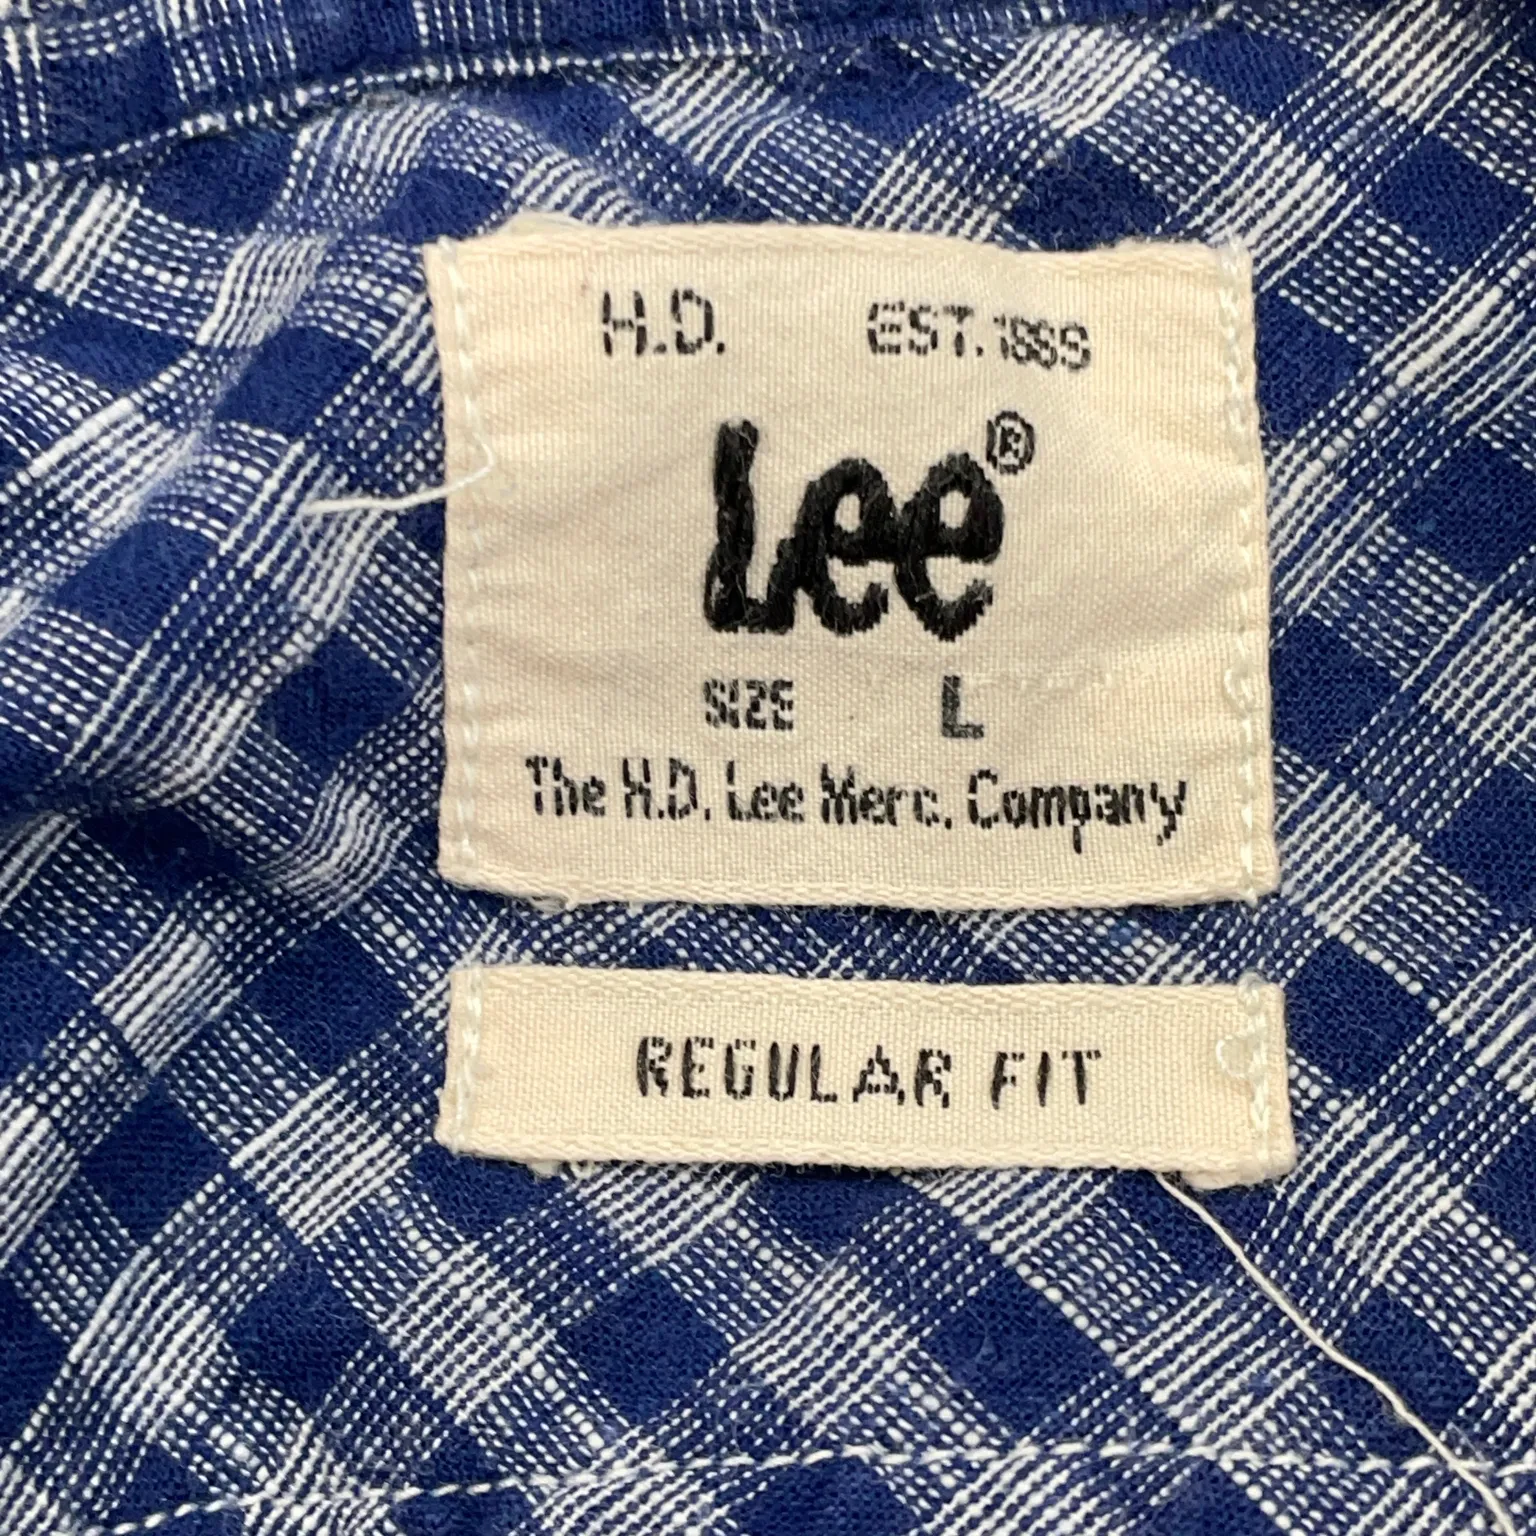 H.D. EST.1889
Lee®
SIZE L
The H.D. Lee Merc. Company
REGULAR FIT